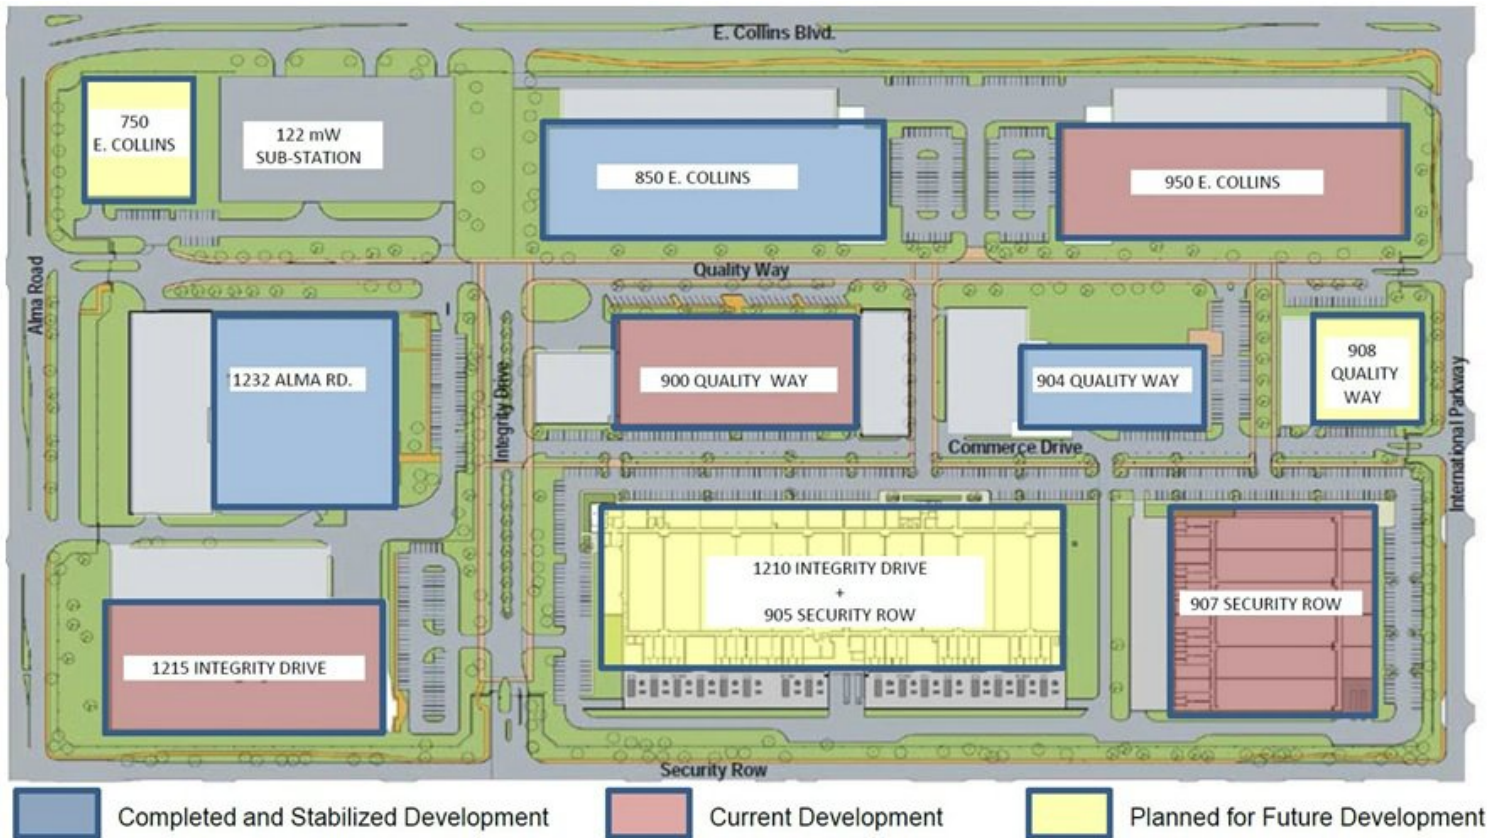 E. Collins Blvd.
750
E. COLLINS
122 mW
SUB-STATION
850 E. COLLINS
950 E. COLLINS
Alma Road
Quality Way
1232 ALMA RD.
Integrity Drive
900 QUALITY WAY
904 QUALITY WAY
908
QUALITY
WAY
International Parkway
Commerce Drive
1210 INTEGRITY DRIVE
+
905 SECURITY ROW
907 SECURITY ROW
1215 INTEGRITY DRIVE
Security Row
Completed and Stabilized Development
Current Development
Planned for Future Development